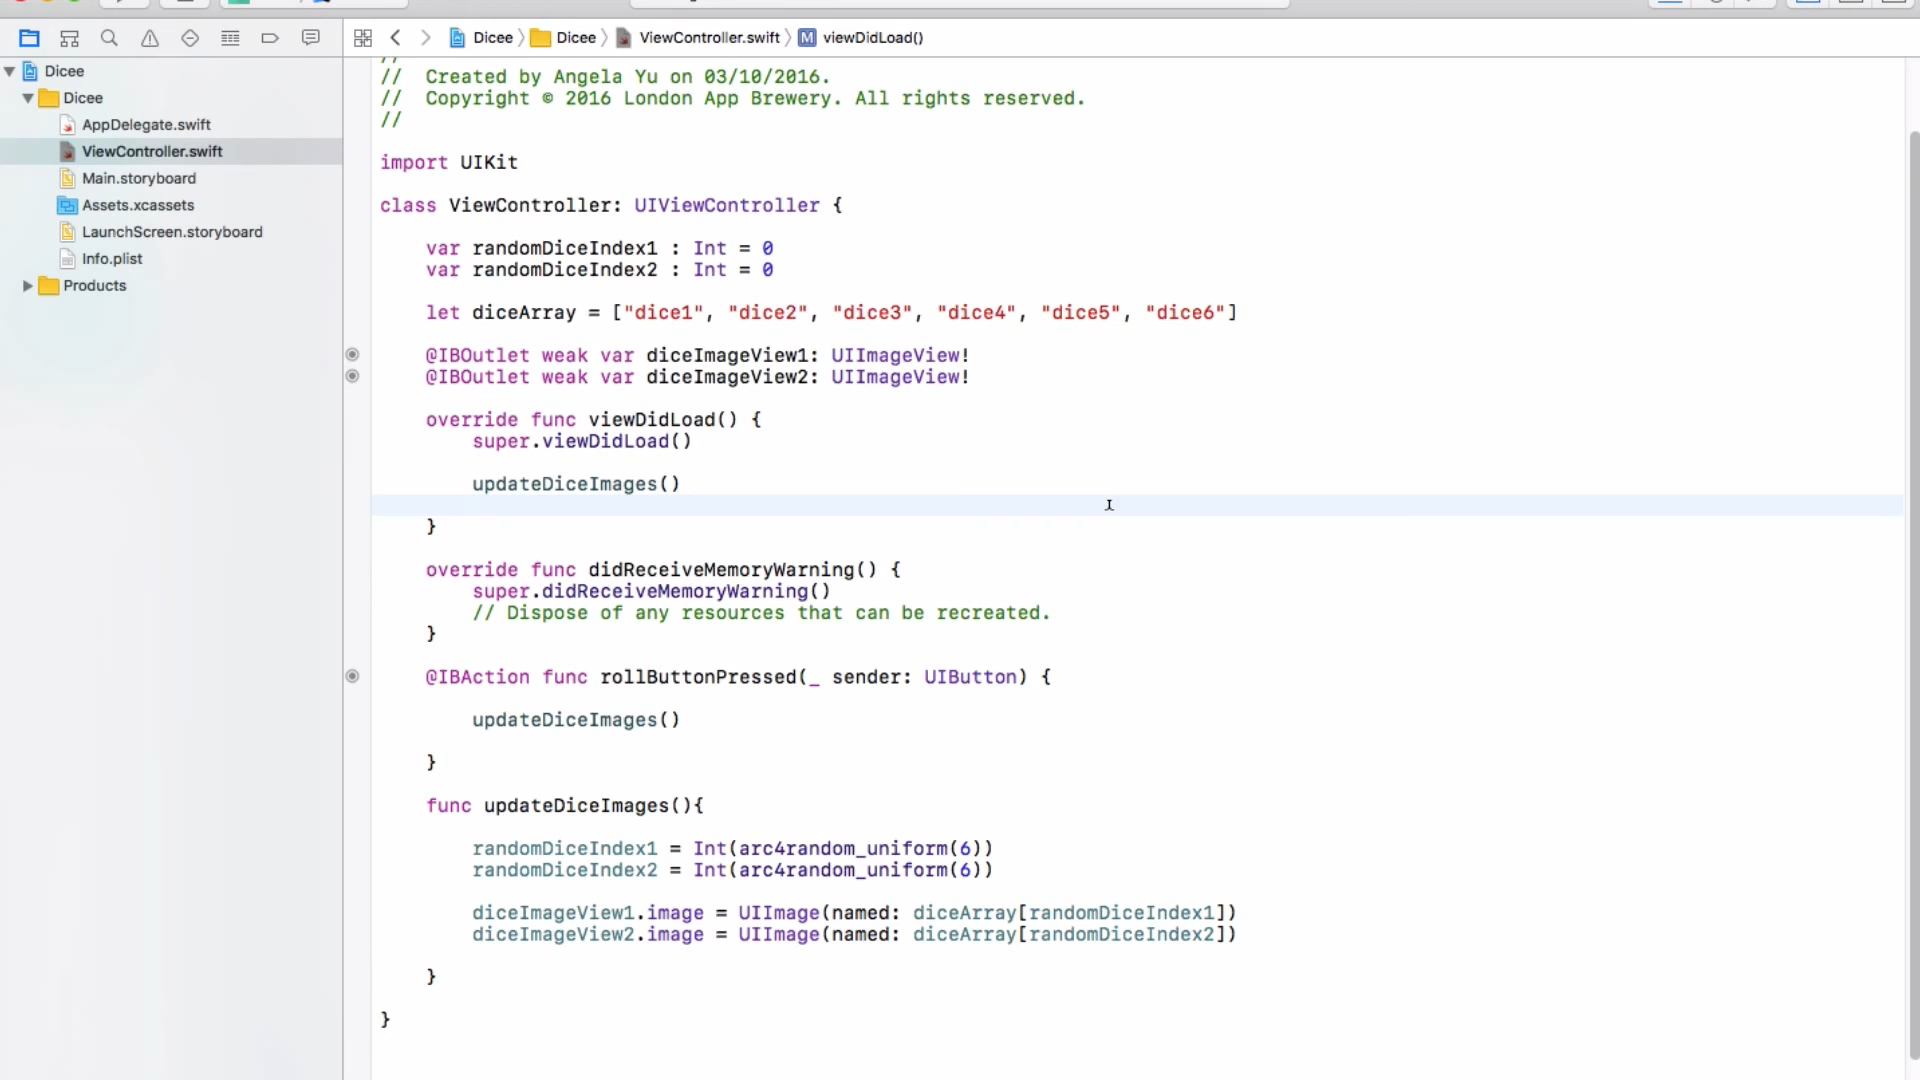 Dicee
Dicee
ViewController.swift
viewDidLoad()
Dicee
Dicee
AppDelegate.swift
ViewController.swift
Main.storyboard
Assets.xcassets
LaunchScreen.storyboard
Info.plist
Products
//
// Created by Angela Yu on 03/10/2016.
// Copyright © 2016 London App Brewery. All rights reserved.
//
import UIKit
class ViewController: UIViewController {
var randomDiceIndex1 : Int = 0
var randomDiceIndex2 : Int = 0
let diceArray = ["dice1", "dice2", "dice3", "dice4", "dice5", "dice6"]
@IBOutlet weak var diceImageView1: UIImageView!
@IBOutlet weak var diceImageView2: UIImageView!
override func viewDidLoad() {
super.viewDidLoad()
updateDiceImages()
}
override func didReceiveMemoryWarning() {
super.didReceiveMemoryWarning()
// Dispose of any resources that can be recreated.
}
@IBAction func rollButtonPressed(_ sender: UIButton) {
updateDiceImages()
}
func updateDiceImages(){
randomDiceIndex1 = Int(arc4random_uniform(6))
randomDiceIndex2 = Int(arc4random_uniform(6))
diceImageView1.image = UIImage(named: diceArray[randomDiceIndex1])
diceImageView2.image = UIImage(named: diceArray[randomDiceIndex2])
}
}